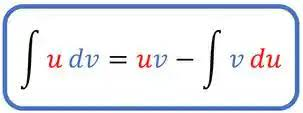 ∫ u dv = uv − ∫ v du